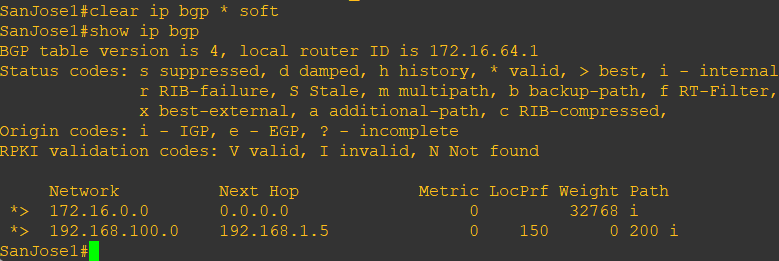 SanJose1#clear ip bgp * soft
SanJose1#show ip bgp
BGP table version is 4, local router ID is 172.16.64.1
Status codes: s suppressed, d damped, h history, * valid, > best, i - internal,
              r RIB-failure, S Stale, m multipath, b backup-path, f RT-Filter,
              x best-external, a additional-path, c RIB-compressed,
Origin codes: i - IGP, e - EGP, ? - incomplete
RPKI validation codes: V valid, I invalid, N Not found
     Network          Next Hop            Metric LocPrf Weight Path
 *>  172.16.0.0       0.0.0.0                  0         32768 i
 *>  192.168.100.0    192.168.1.5              0    150      0 200 i
SanJose1#